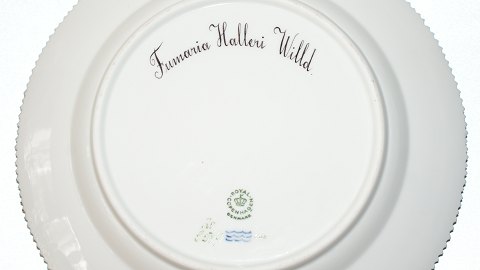 Fumaria Halleri Willd.
ROYAL
COPENHAGEN
DENMARK